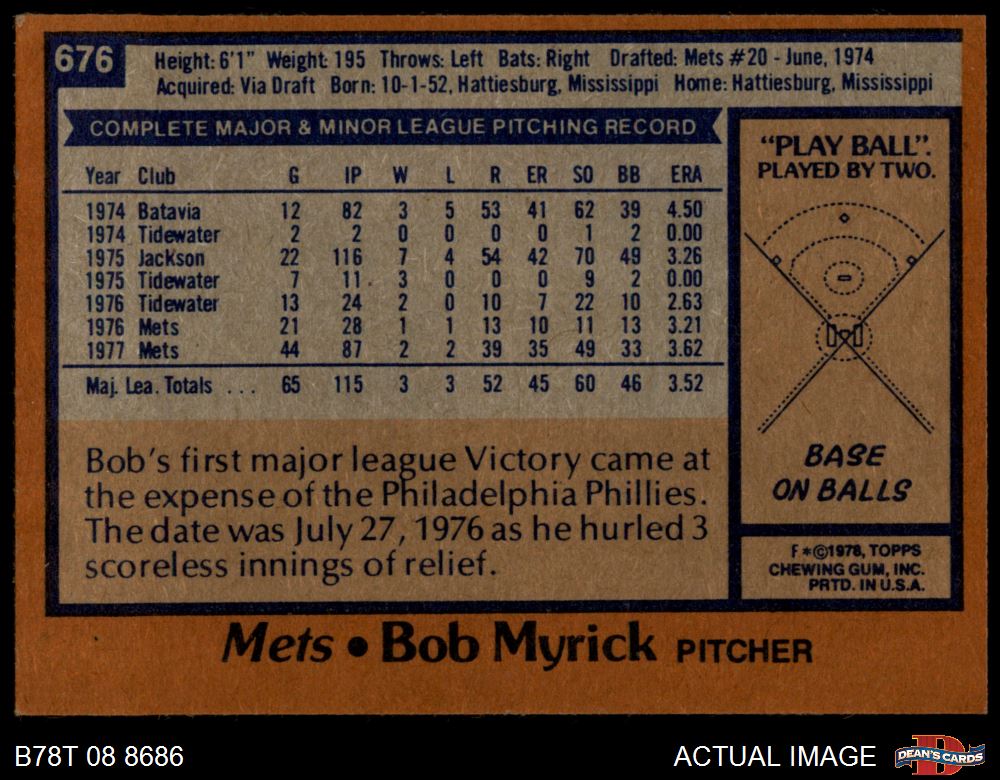 676
Height: 6'1" Weight: 195 Throws: Left Bats: Right Drafted: Mets #20 - June, 1974
Acquired: Via Draft Born: 10-1-52, Hattiesburg, Mississippi Home: Hattiesburg, Mississippi
COMPLETE MAJOR & MINOR LEAGUE PITCHING RECORD
Year Club G IP W L R ER SO BB ERA
1974 Batavia 12 82 3 5 53 41 62 39 4.50
1974 Tidewater 2 2 0 0 0 0 1 2 0.00
1975 Jackson 22 116 7 4 54 42 70 49 3.26
1975 Tidewater 7 11 3 0 0 0 9 2 0.00
1976 Tidewater 13 24 2 0 10 7 22 10 2.63
1976 Mets 21 28 1 1 13 10 11 13 3.21
1977 Mets 44 87 2 2 39 35 49 33 3.62
Maj. Lea. Totals . . . 65 115 3 3 52 45 60 46 3.52
Bob's first major league Victory came at
the expense of the Philadelphia Phillies.
The date was July 27, 1976 as he hurled 3
scoreless innings of relief.
"PLAY BALL".
PLAYED BY TWO.
BASE
ON BALLS
F*©1978, TOPPS
CHEWING GUM, INC.
PRTD. IN U.S.A.
Mets • Bob Myrick PITCHER
B78T 08 8686
ACTUAL IMAGE
DEAN'S CARDS